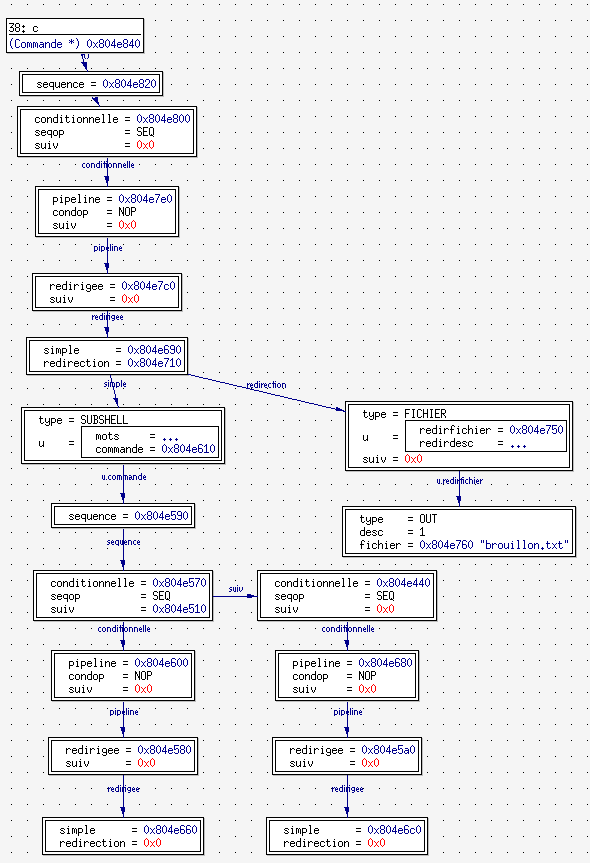 38: c
(Commande *) 0x804e840
sequence = 0x804e820
conditionnelle = 0x804e800
seqop = SEQ
suiv = 0x0
conditionnelle
pipeline = 0x804e7e0
condop = NOP
suiv = 0x0
pipeline
redirigee = 0x804e7c0
suiv = 0x0
redirigee
simple = 0x804e690
redirection = 0x804e710
simple
redirection
type = SUBSHELL
u =
mots = ...
commande = 0x804e610
type = FICHIER
u =
redirfichier = 0x804e750
redirdesc = ...
suiv = 0x0
u.commande
u.redirfichier
sequence = 0x804e590
type = OUT
desc = 1
fichier = 0x804e760 "brouillon.txt"
sequence
conditionnelle = 0x804e570
seqop = SEQ
suiv = 0x804e510
suiv
conditionnelle = 0x804e440
seqop = SEQ
suiv = 0x0
conditionnelle
conditionnelle
pipeline = 0x804e600
condop = NOP
suiv = 0x0
pipeline = 0x804e680
condop = NOP
suiv = 0x0
pipeline
pipeline
redirigee = 0x804e580
suiv = 0x0
redirigee = 0x804e5a0
suiv = 0x0
redirigee
redirigee
simple = 0x804e660
redirection = 0x0
simple = 0x804e6c0
redirection = 0x0